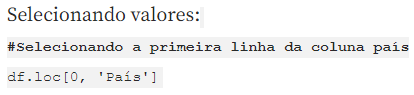 Selecionando valores:
#Selecionando a primeira linha da coluna país
df.loc[0, 'País']